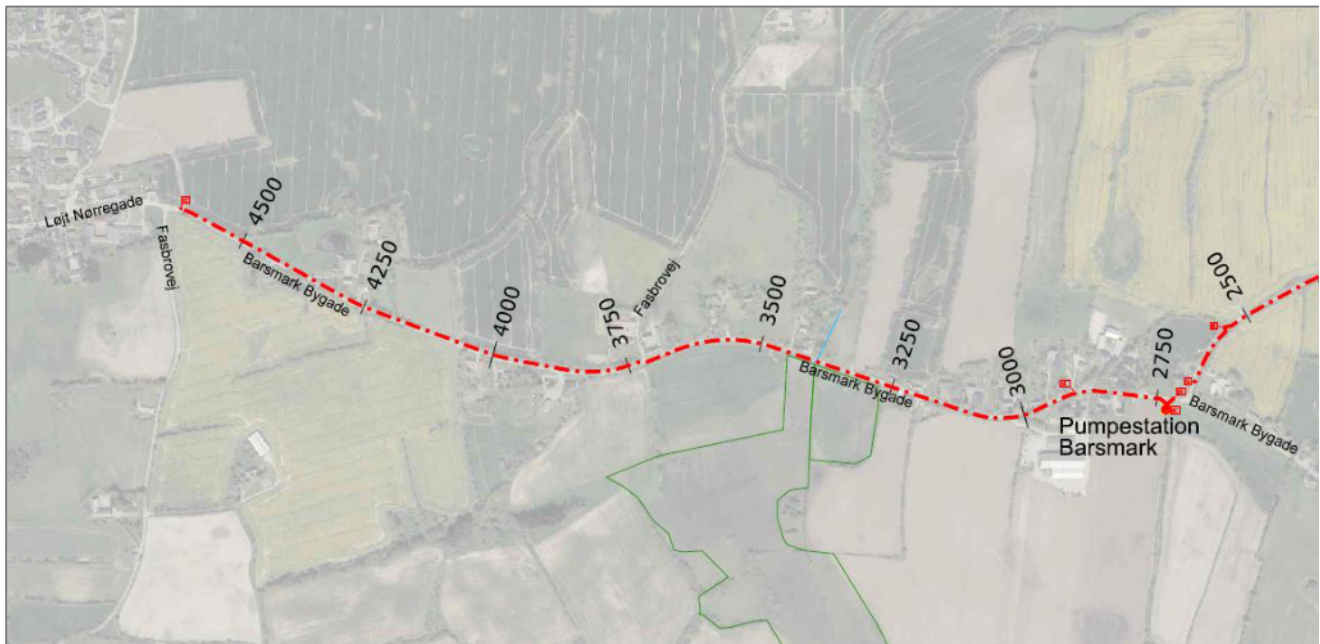 Løjt Nørregade
Fasbrovej
4500
Barsmark Bygade
4250
4000
3750
Fasbrovej
3500
Barsmark Bygade
3250
3000
2750
2500
Pumpestation
Barsmark
Barsmark Bygade